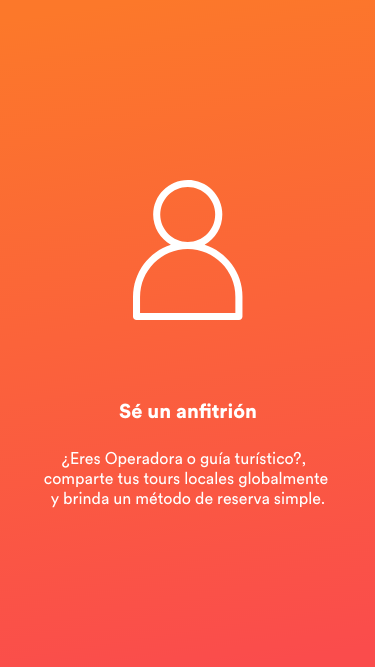 Sé un anfitrión
¿Eres Operadora o guía turístico?,
comparte tus tours locales globalmente
y brinda un método de reserva simple.